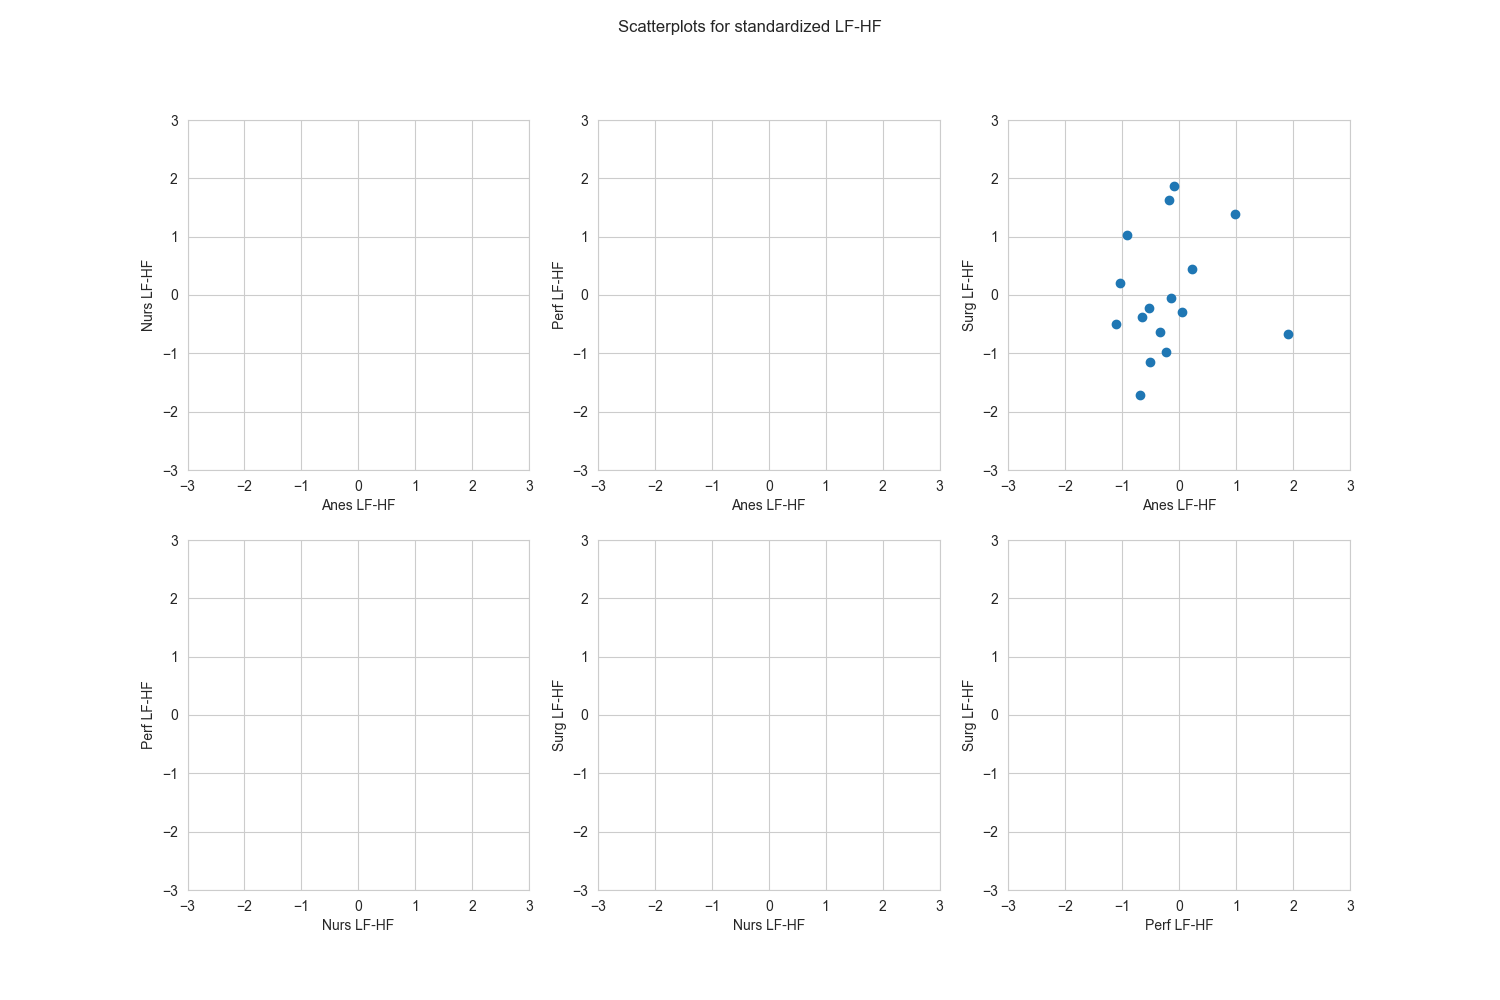 Scatterplots for standardized LF-HF
3
2
1
0
−1
−2
−3
Nurs LF-HF
−3 −2 −1 0 1 2 3
Anes LF-HF
3
2
1
0
−1
−2
−3
Perf LF-HF
−3 −2 −1 0 1 2 3
Anes LF-HF
3
2
1
0
−1
−2
−3
Surg LF-HF
−3 −2 −1 0 1 2 3
Anes LF-HF
3
2
1
0
−1
−2
−3
Perf LF-HF
−3 −2 −1 0 1 2 3
Nurs LF-HF
3
2
1
0
−1
−2
−3
Surg LF-HF
−3 −2 −1 0 1 2 3
Nurs LF-HF
3
2
1
0
−1
−2
−3
Surg LF-HF
−3 −2 −1 0 1 2 3
Perf LF-HF